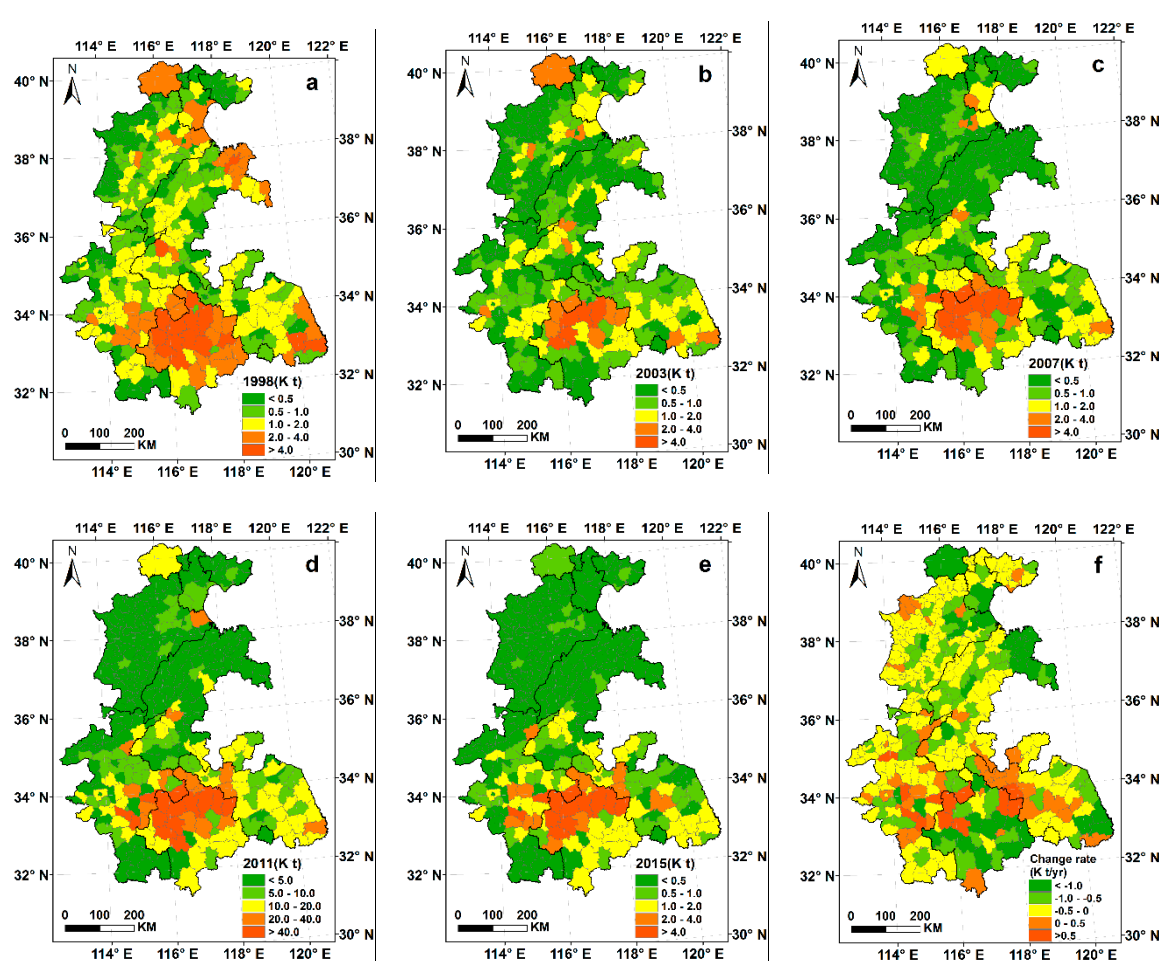 114° E 116° E 118° E 120° E 122° E
40° N
38° N
36° N
34° N
32° N
38° N
36° N
34° N
32° N
30° N
N
a
1998(K t)
< 0.5
0.5 - 1.0
1.0 - 2.0
2.0 - 4.0
> 4.0
0 100 200
KM
114° E 116° E 118° E 120° E
114° E 116° E 118° E 120° E 122° E
40° N
38° N
36° N
34° N
32° N
38° N
36° N
34° N
32° N
30° N
N
b
2003(K t)
< 0.5
0.5 - 1.0
1.0 - 2.0
2.0 - 4.0
> 4.0
0 100 200
KM
114° E 116° E 118° E 120° E
114° E 116° E 118° E 120° E 122° E
40° N
38° N
36° N
34° N
32° N
38° N
36° N
34° N
32° N
30° N
N
c
2007(K t)
< 0.5
0.5 - 1.0
1.0 - 2.0
2.0 - 4.0
> 4.0
0 100 200
KM
114° E 116° E 118° E 120° E
114° E 116° E 118° E 120° E 122° E
40° N
38° N
36° N
34° N
32° N
38° N
36° N
34° N
32° N
30° N
N
d
2011(K t)
< 5.0
5.0 - 10.0
10.0 - 20.0
20.0 - 40.0
> 40.0
0 100 200
KM
114° E 116° E 118° E 120° E
114° E 116° E 118° E 120° E 122° E
40° N
38° N
36° N
34° N
32° N
38° N
36° N
34° N
32° N
30° N
N
e
2015(K t)
< 0.5
0.5 - 1.0
1.0 - 2.0
2.0 - 4.0
> 4.0
0 100 200
KM
114° E 116° E 118° E 120° E
114° E 116° E 118° E 120° E 122° E
40° N
38° N
36° N
34° N
32° N
38° N
36° N
34° N
32° N
30° N
N
f
Change rate
(K t/yr)
< -1.0
-1.0 - -0.5
-0.5 - 0
0 - 0.5
>0.5
0 100 200
KM
114° E 116° E 118° E 120° E